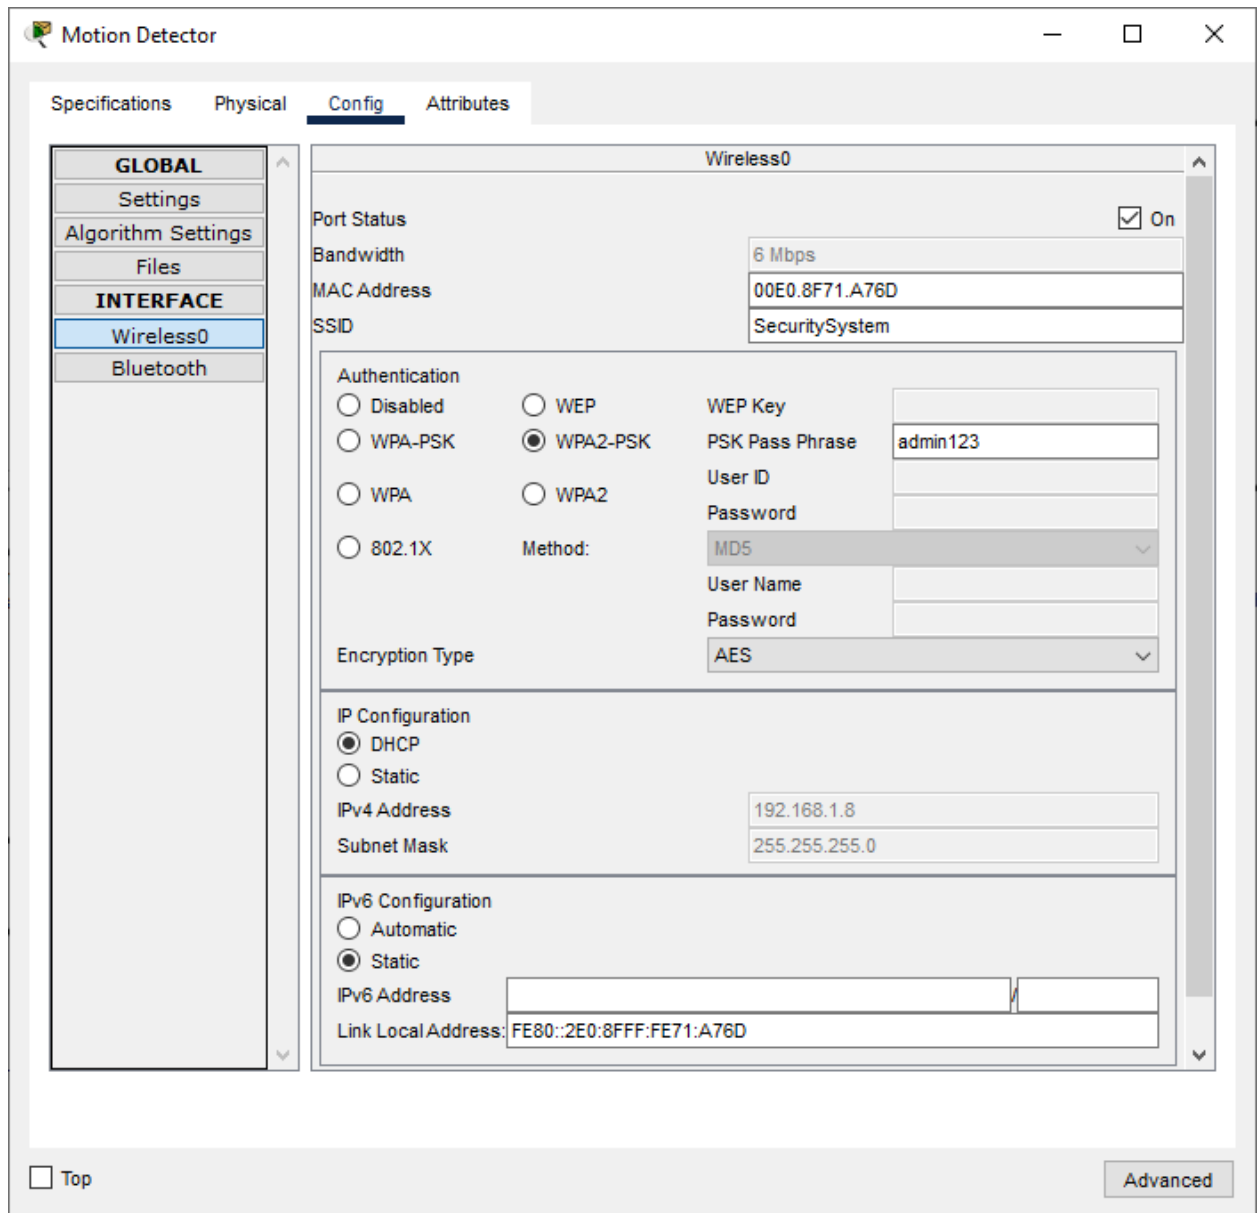 Motion Detector
Specifications Physical Config Attributes
GLOBAL
Settings
Algorithm Settings
Files
INTERFACE
Wireless0
Bluetooth
Wireless0
Port Status On
Bandwidth 6 Mbps
MAC Address 00E0.8F71.A76D
SSID SecuritySystem
Authentication
Disabled WEP WEP Key
WPA-PSK WPA2-PSK PSK Pass Phrase admin123
User ID
WPA WPA2
Password
802.1X Method: MD5
User Name
Password
Encryption Type AES
IP Configuration
DHCP
Static
IPv4 Address 192.168.1.8
Subnet Mask 255.255.255.0
IPv6 Configuration
Automatic
Static
IPv6 Address /
Link Local Address: FE80::2E0:8FFF:FE71:A76D
Top Advanced